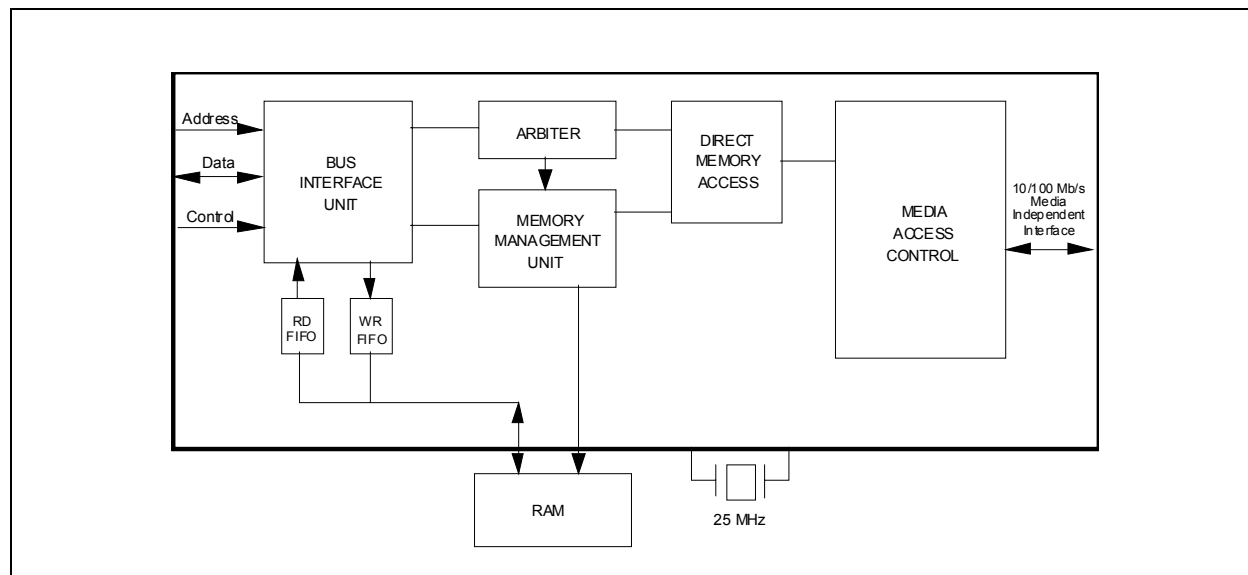 Address
Data
Control
BUS
INTERFACE
UNIT
RD
FIFO
WR
FIFO
ARBITER
MEMORY
MANAGEMENT
UNIT
DIRECT
MEMORY
ACCESS
MEDIA
ACCESS
CONTROL
10/100 Mb/s
Media
Independent
Interface
RAM
25 MHz